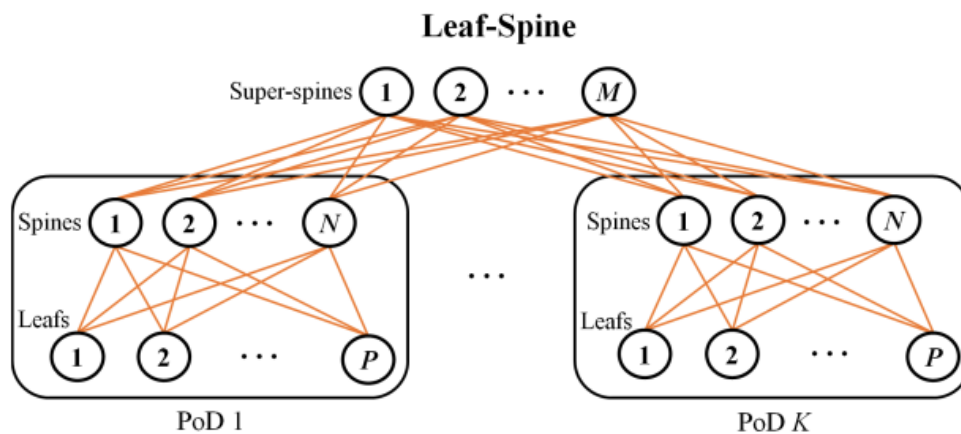 Leaf-Spine
Super-spines 1 2 ··· M
Spines 1 2 ··· N
Spines 1 2 ··· N
···
Leafs
1 2 ··· P
Leafs
1 2 ··· P
PoD 1
PoD K